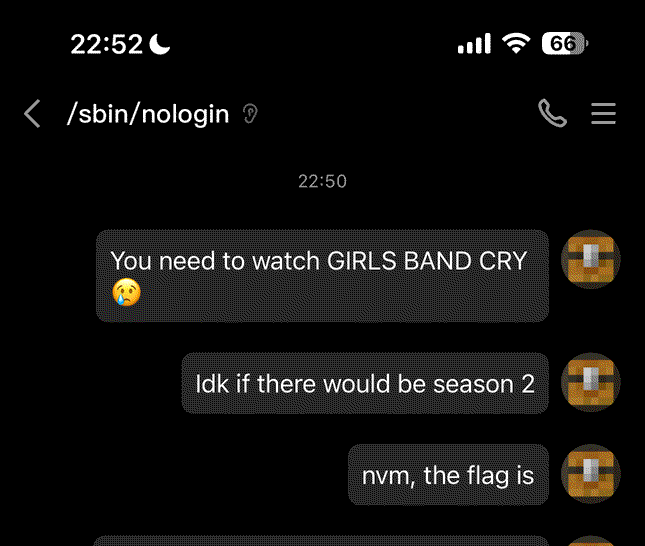 22:52
66
/sbin/nologin
22:50
You need to watch GIRLS BAND CRY
😢
Idk if there would be season 2
nvm, the flag is